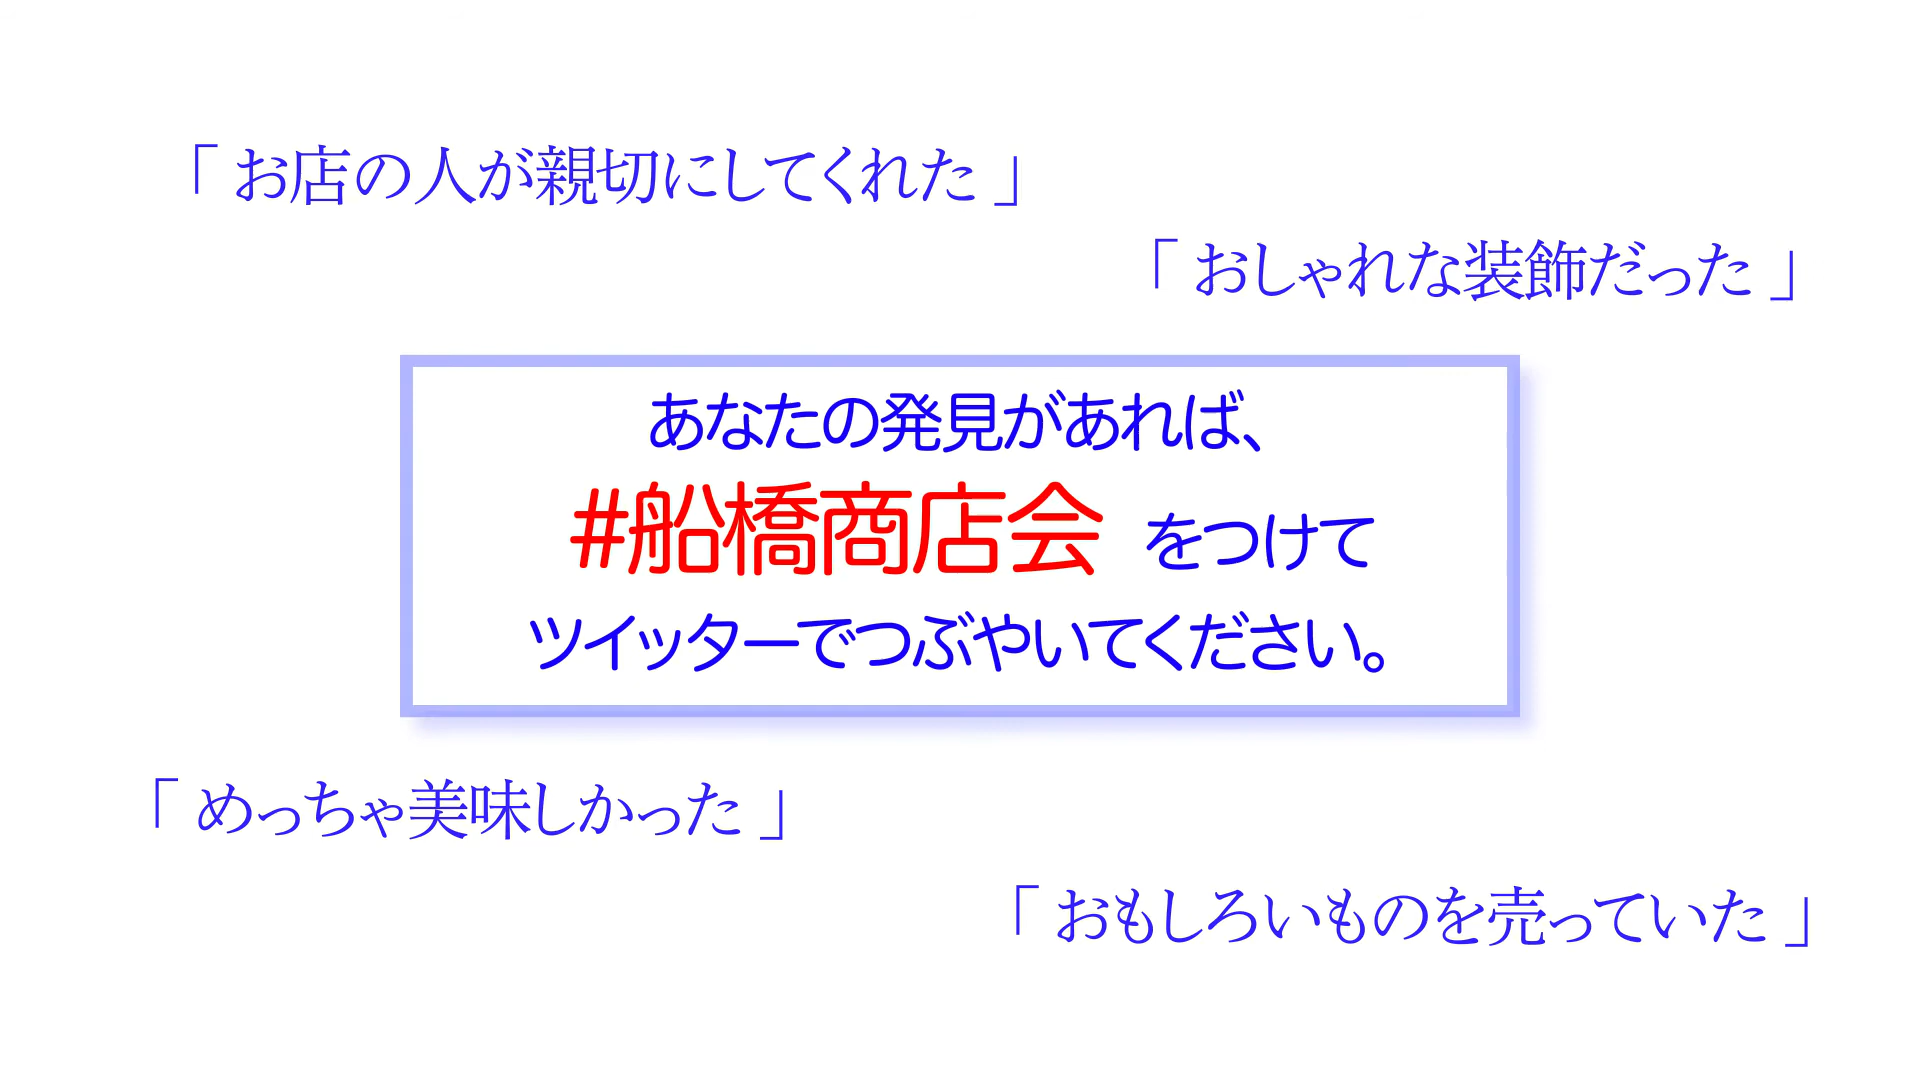 「お店の人が親切にしてくれた」
「おしゃれな装飾だった」
あなたの発見があれば、
#船橋商店会 をつけて
ツイッターでつぶやいてください。
「めっちゃ美味しかった」
「おもしろいものを売っていた」